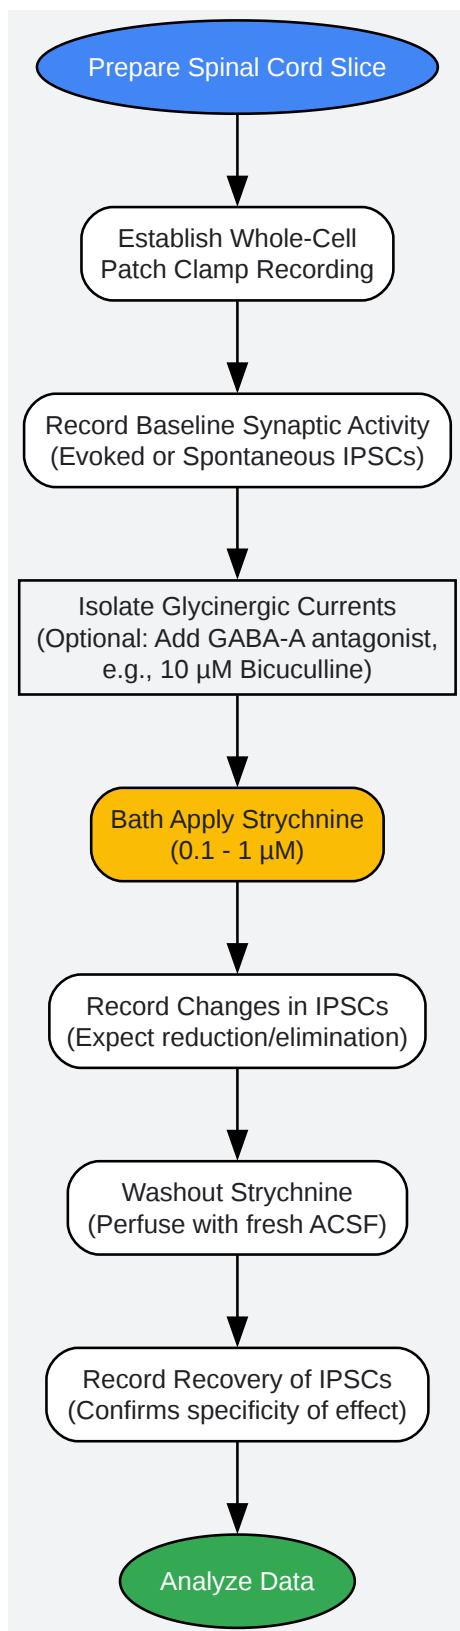 Prepare Spinal Cord Slice
Establish Whole-Cell
Patch Clamp Recording
Record Baseline Synaptic Activity
(Evoked or Spontaneous IPSCs)
Isolate Glycinergic Currents
(Optional: Add GABA-A antagonist,
e.g., 10 µM Bicuculline)
Bath Apply Strychnine
(0.1 - 1 µM)
Record Changes in IPSCs
(Expect reduction/elimination)
Washout Strychnine
(Perfuse with fresh ACSF)
Record Recovery of IPSCs
(Confirms specificity of effect)
Analyze Data